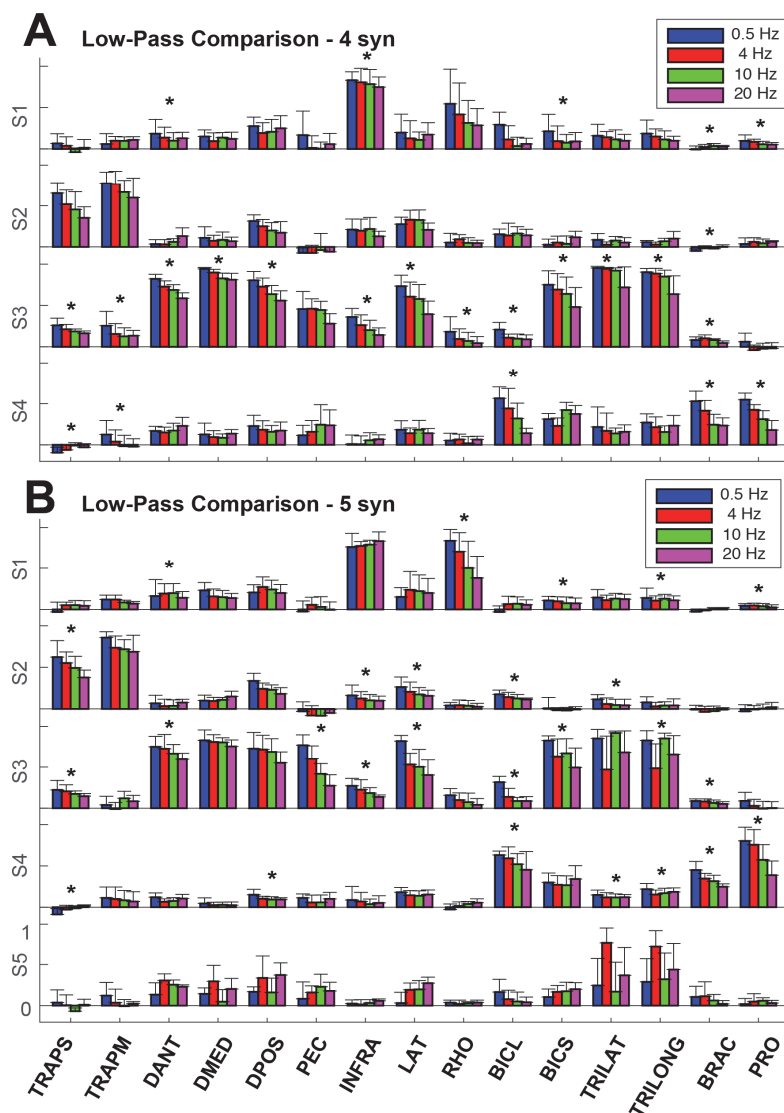 A
Low-Pass Comparison - 4 syn
0.5 Hz
4 Hz
10 Hz
20 Hz
S1
* * * * *
S2
*
S3
* * * * * * * * * * * * *
S4
* * * * *
B
Low-Pass Comparison - 5 syn
0.5 Hz
4 Hz
10 Hz
20 Hz
S1
* * * * *
S2
* * * * *
S3
* * * * * * * * *
S4
* * * * * * *
1
S5
0
TRAPS TRAPM DANT DMED DPOS PEC INFRA LAT RHO BICL BICS TRILAT TRILONG BRAC PRO